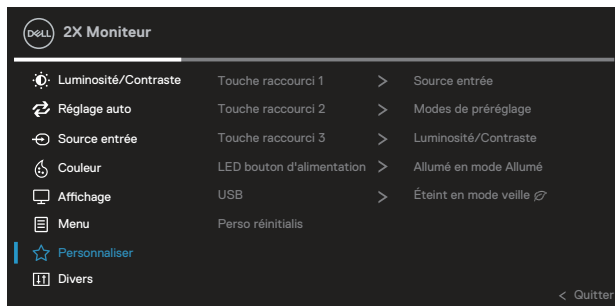 DELL 2X Moniteur
Luminosité/Contraste Touche raccourci 1 > Source entrée
Réglage auto Touche raccourci 2 > Modes de préréglage
Source entrée Touche raccourci 3 > Luminosité/Contraste
Couleur LED bouton d'alimentation > Allumé en mode Allumé
Affichage USB > Éteint en mode veille
Menu Perso réinitialis
Personnaliser
Divers
< Quitter